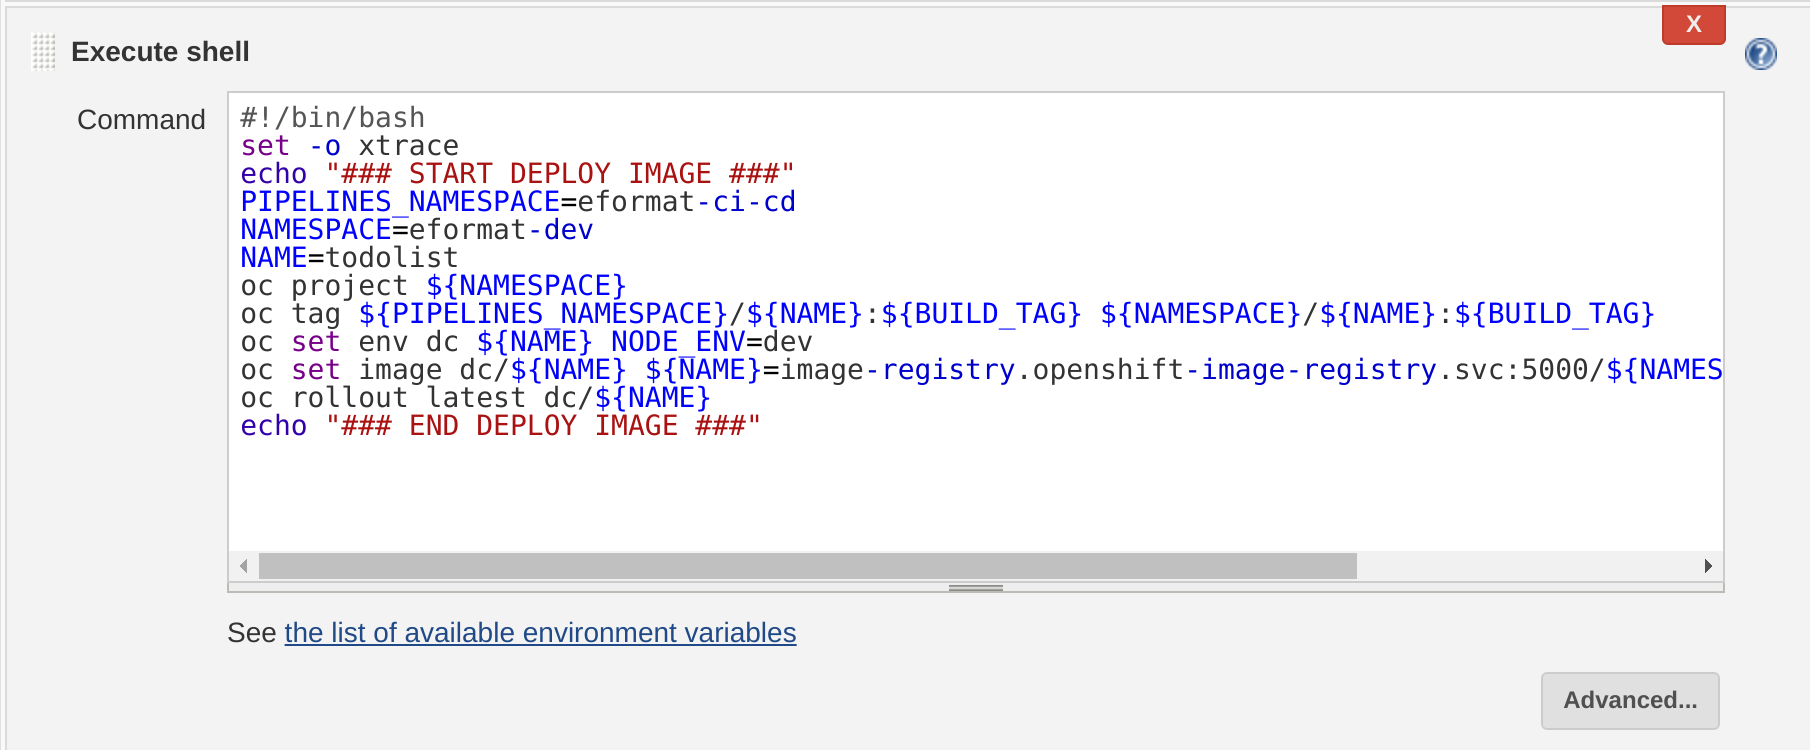 X
Execute shell
?
Command
#!/bin/bash
set -o xtrace
echo "### START DEPLOY IMAGE ###"
PIPELINES_NAMESPACE=eformat-ci-cd
NAMESPACE=eformat-dev
NAME=todolist
oc project ${NAMESPACE}
oc tag ${PIPELINES_NAMESPACE}/${NAME}:${BUILD_TAG} ${NAMESPACE}/${NAME}:${BUILD_TAG}
oc set env dc ${NAME} NODE_ENV=dev
oc set image dc/${NAME} ${NAME}=image-registry.openshift-image-registry.svc:5000/${NAMES
oc rollout latest dc/${NAME}
echo "### END DEPLOY IMAGE ###"
See the list of available environment variables
Advanced...